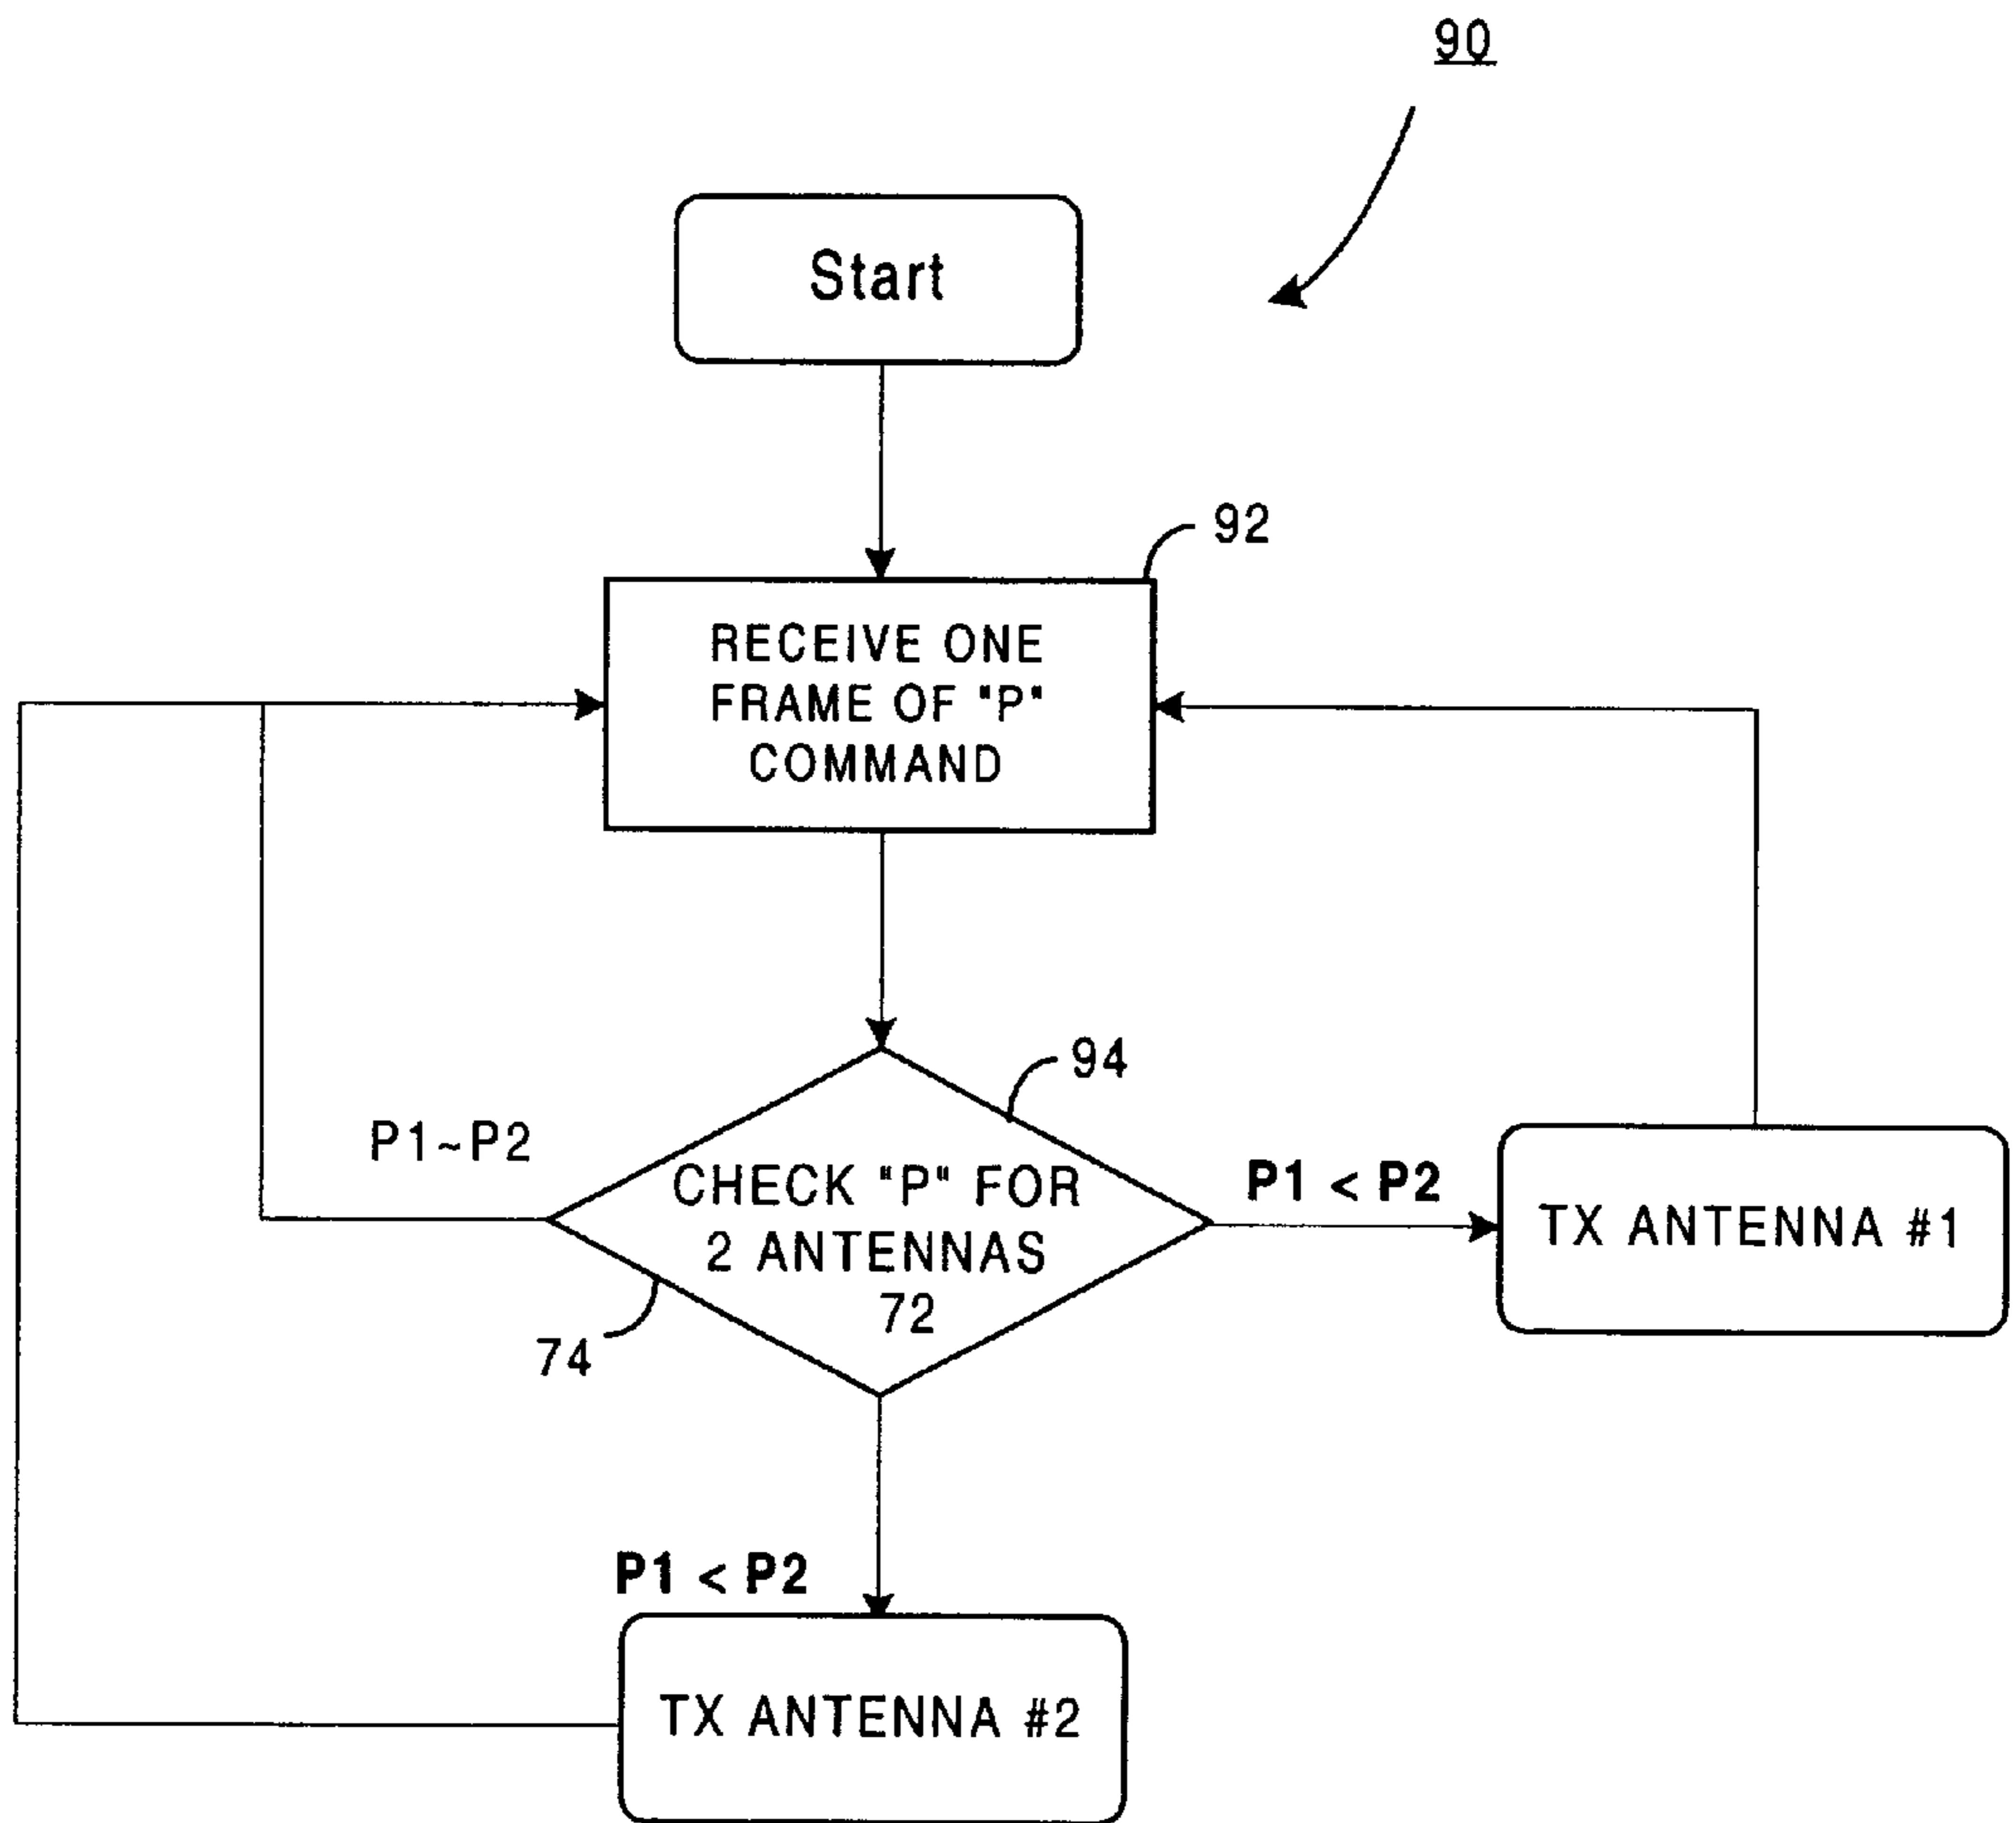 90
Start
92
RECEIVE ONE
FRAME OF "P"
COMMAND
94
P1~P2
CHECK "P" FOR
2 ANTENNAS
72
74
P1 < P2
TX ANTENNA #1
P1 < P2
TX ANTENNA #2